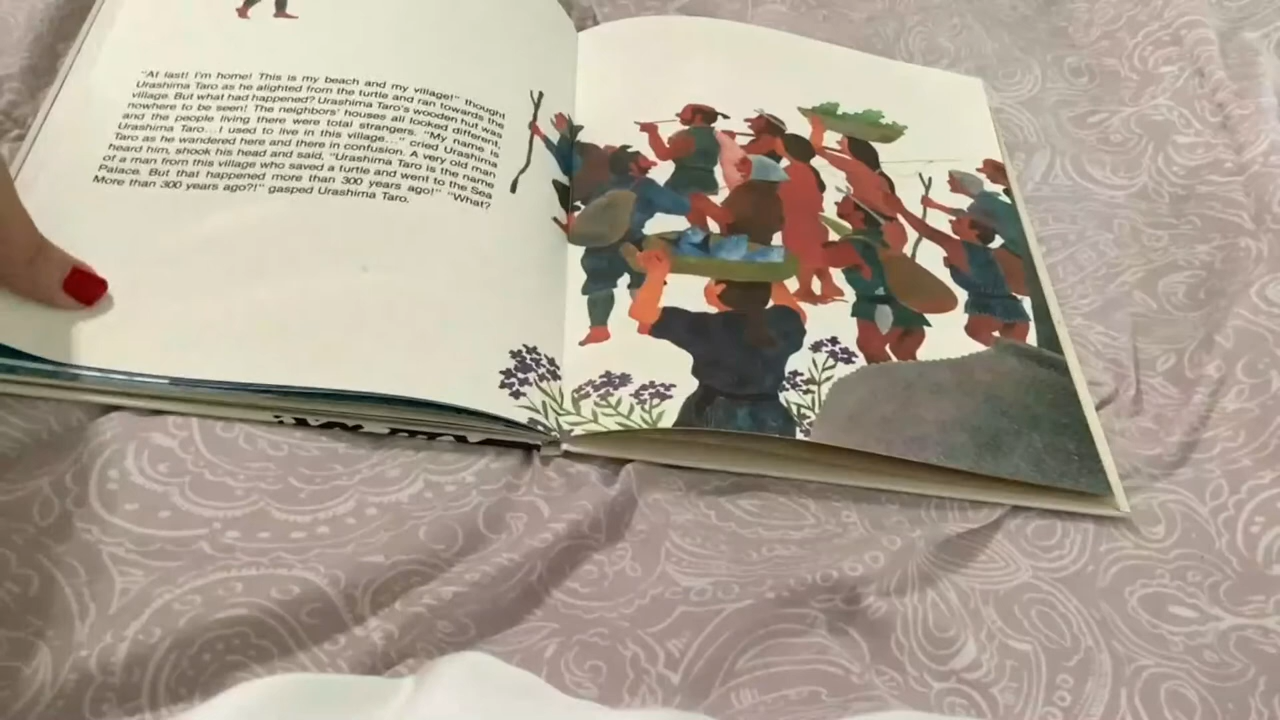 "At last! I'm home! This is my beach and my village!" thought
Urashima Taro as he alighted from the turtle and ran towards the
village. But what had happened? Urashima Taro's wooden hut was
nowhere to be seen! The neighbors' houses all looked different,
and the people living there were total strangers. "My name is
Urashima Taro...I used to live in this village..." cried Urashima
Taro as he wandered here and there in confusion. A very old man
heard him, shook his head and said, "Urashima Taro is the name
of a man from this village who saved a turtle and went to the Sea
Palace. But that happened more than 300 years ago!" "What?
More than 300 years ago?!" gasped Urashima Taro.